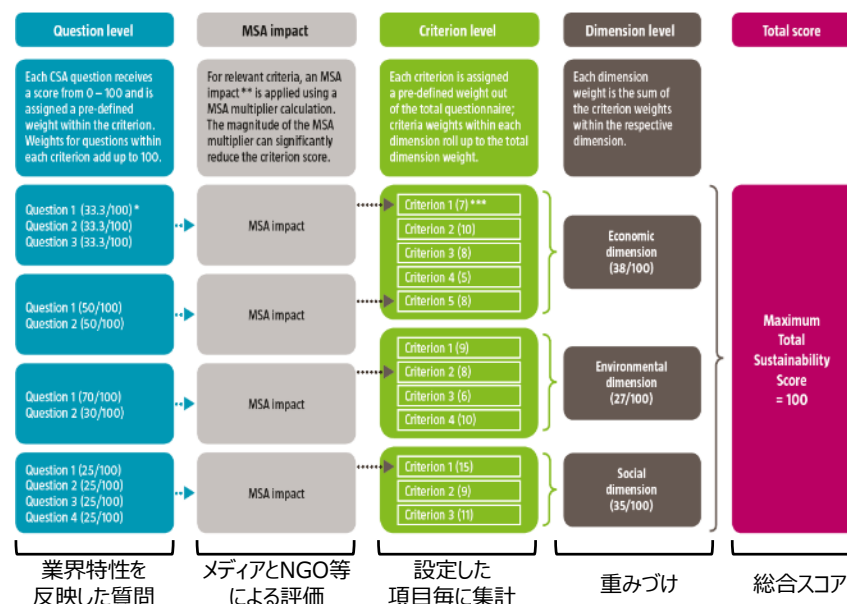 Question level
MSA impact
Criterion level
Dimension level
Total score
Each CSA question receives
a score from 0 – 100 and is
assigned a pre-defined
weight within the criterion.
Weights for questions within
each criterion add up to 100.
For relevant criteria, an MSA
impact** is applied using a
MSA multiplier calculation.
The magnitude of the MSA
multiplier can significantly
reduce the criterion score.
Each criterion is assigned
a pre-defined weight out
of the total questionnaire;
criteria weights within each
dimension roll up to the total
dimension weight.
Each dimension
weight is the sum of
the criterion weights
within the respective
dimension.
Question 1 (33.3/100)*
Question 2 (33.3/100)
Question 3 (33.3/100)
MSA impact
Criterion 1 (7)***
Criterion 2 (10)
Criterion 3 (8)
Criterion 4 (5)
Criterion 5 (8)
Economic
dimension
(38/100)
Question 1 (50/100)
Question 2 (50/100)
MSA impact
Question 1 (70/100)
Question 2 (30/100)
MSA impact
Criterion 1 (9)
Criterion 2 (8)
Criterion 3 (6)
Criterion 4 (10)
Environmental
dimension
(27/100)
Question 1 (25/100)
Question 2 (25/100)
Question 3 (25/100)
Question 4 (25/100)
MSA impact
Criterion 1 (15)
Criterion 2 (9)
Criterion 3 (11)
Social
dimension
(35/100)
Maximum
Total
Sustainability
Score
= 100
業界特性を
反映した質問
メディアとNGO等
による評価
設定した
項目毎に集計
重みづけ
総合スコア